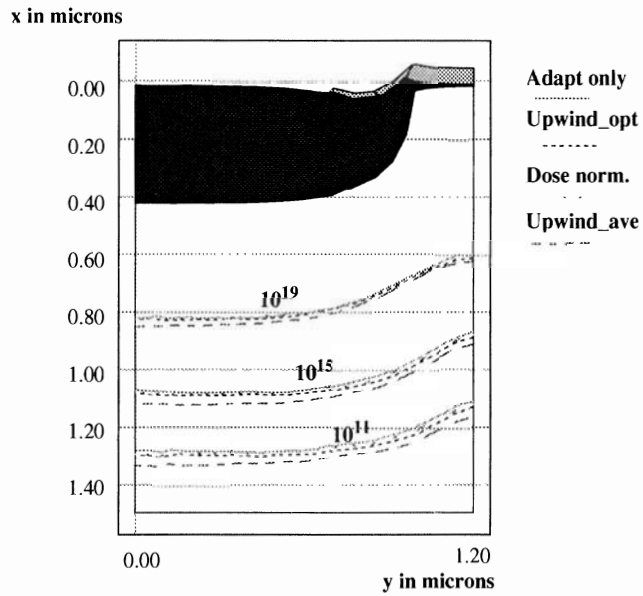 x in microns
0.00
0.20
0.40
0.60
0.80
1.00
1.20
1.40
10^19
10^15
10^11
Adapt only
Upwind_opt
Dose norm.
Upwind_ave
0.00
1.20
y in microns